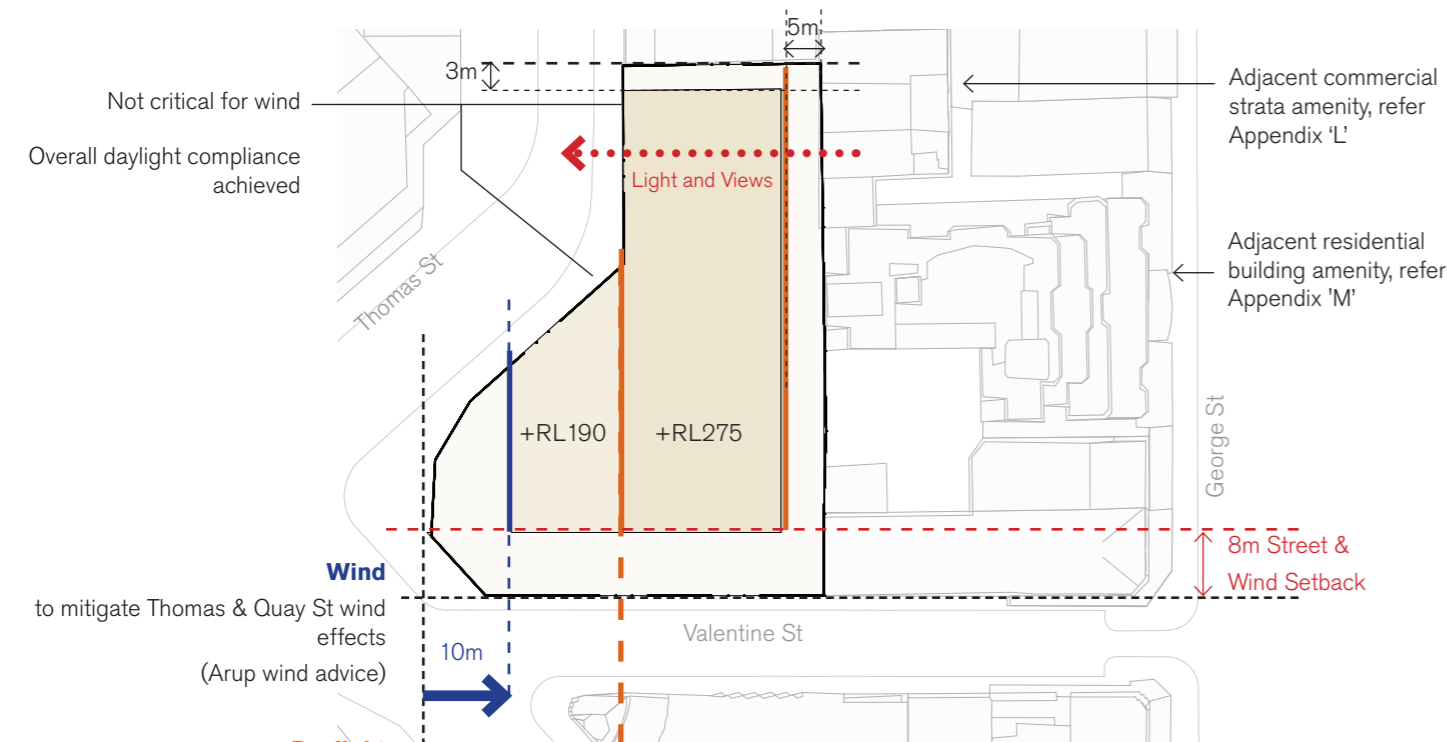 5m
3m
Not critical for wind
Overall daylight compliance
achieved
Adjacent commercial
strata amenity, refer
Appendix ‘L’
Light and Views
Adjacent residential
building amenity, refer
Appendix 'M’
Thomas St
+RL190
+RL275
George St
8m Street &
Wind Setback
Wind
to mitigate Thomas & Quay St wind
effects
(Arup wind advice)
10m
Valentine St